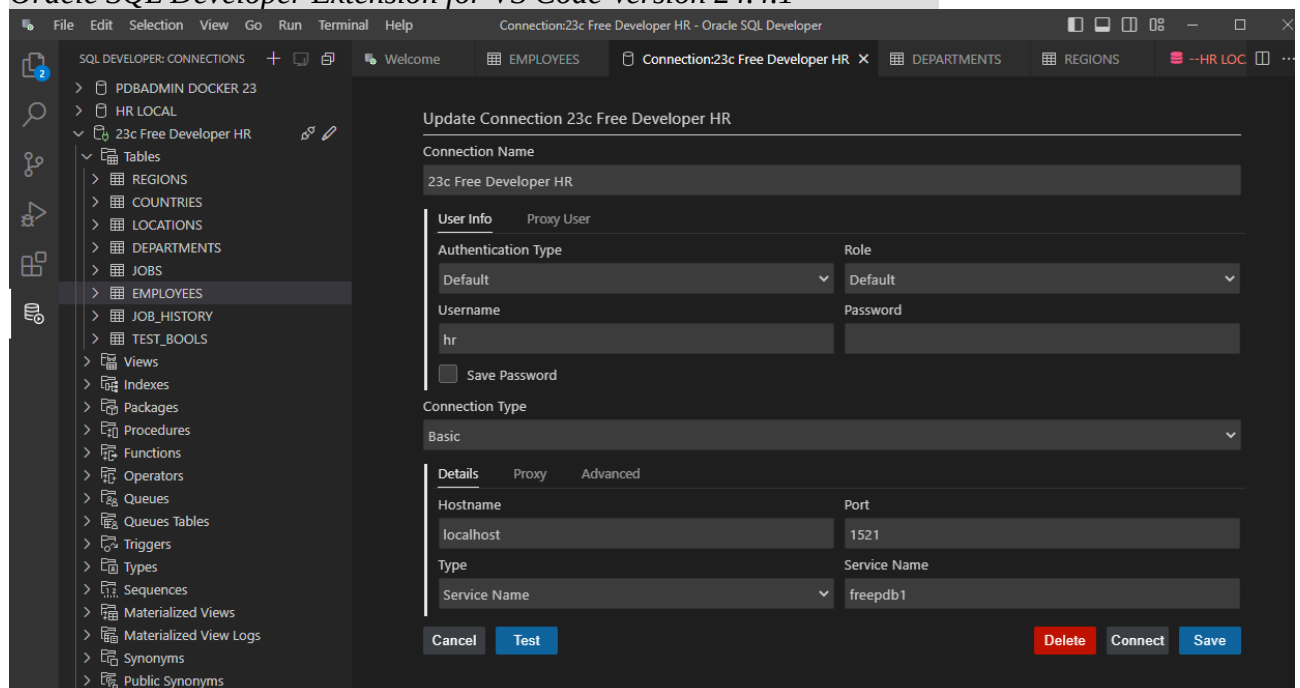 Oracle SQL Developer Extension for VS Code Version 24.4.1
File Edit Selection View Go Run Terminal Help Connection:23c Free Developer HR - Oracle SQL Developer
SQL DEVELOPER: CONNECTIONS Welcome EMPLOYEES Connection:23c Free Developer HR DEPARTMENTS REGIONS --HR LOC
2
PDBADMIN DOCKER 23
HR LOCAL
23c Free Developer HR
Tables
REGIONS
COUNTRIES
LOCATIONS
DEPARTMENTS
JOBS
EMPLOYEES
JOB_HISTORY
TEST_BOOLS
Views
Indexes
Packages
Procedures
Functions
Operators
Queues
Queues Tables
Triggers
Types
Sequences
Materialized Views
Materialized View Logs
Synonyms
Public Synonyms
Update Connection 23c Free Developer HR
Connection Name
23c Free Developer HR
User Info Proxy User
Authentication Type Role
Default Default
Username Password
hr
Save Password
Connection Type
Basic
Details Proxy Advanced
Hostname Port
localhost 1521
Type Service Name
Service Name freepdb1
Cancel Test Delete Connect Save